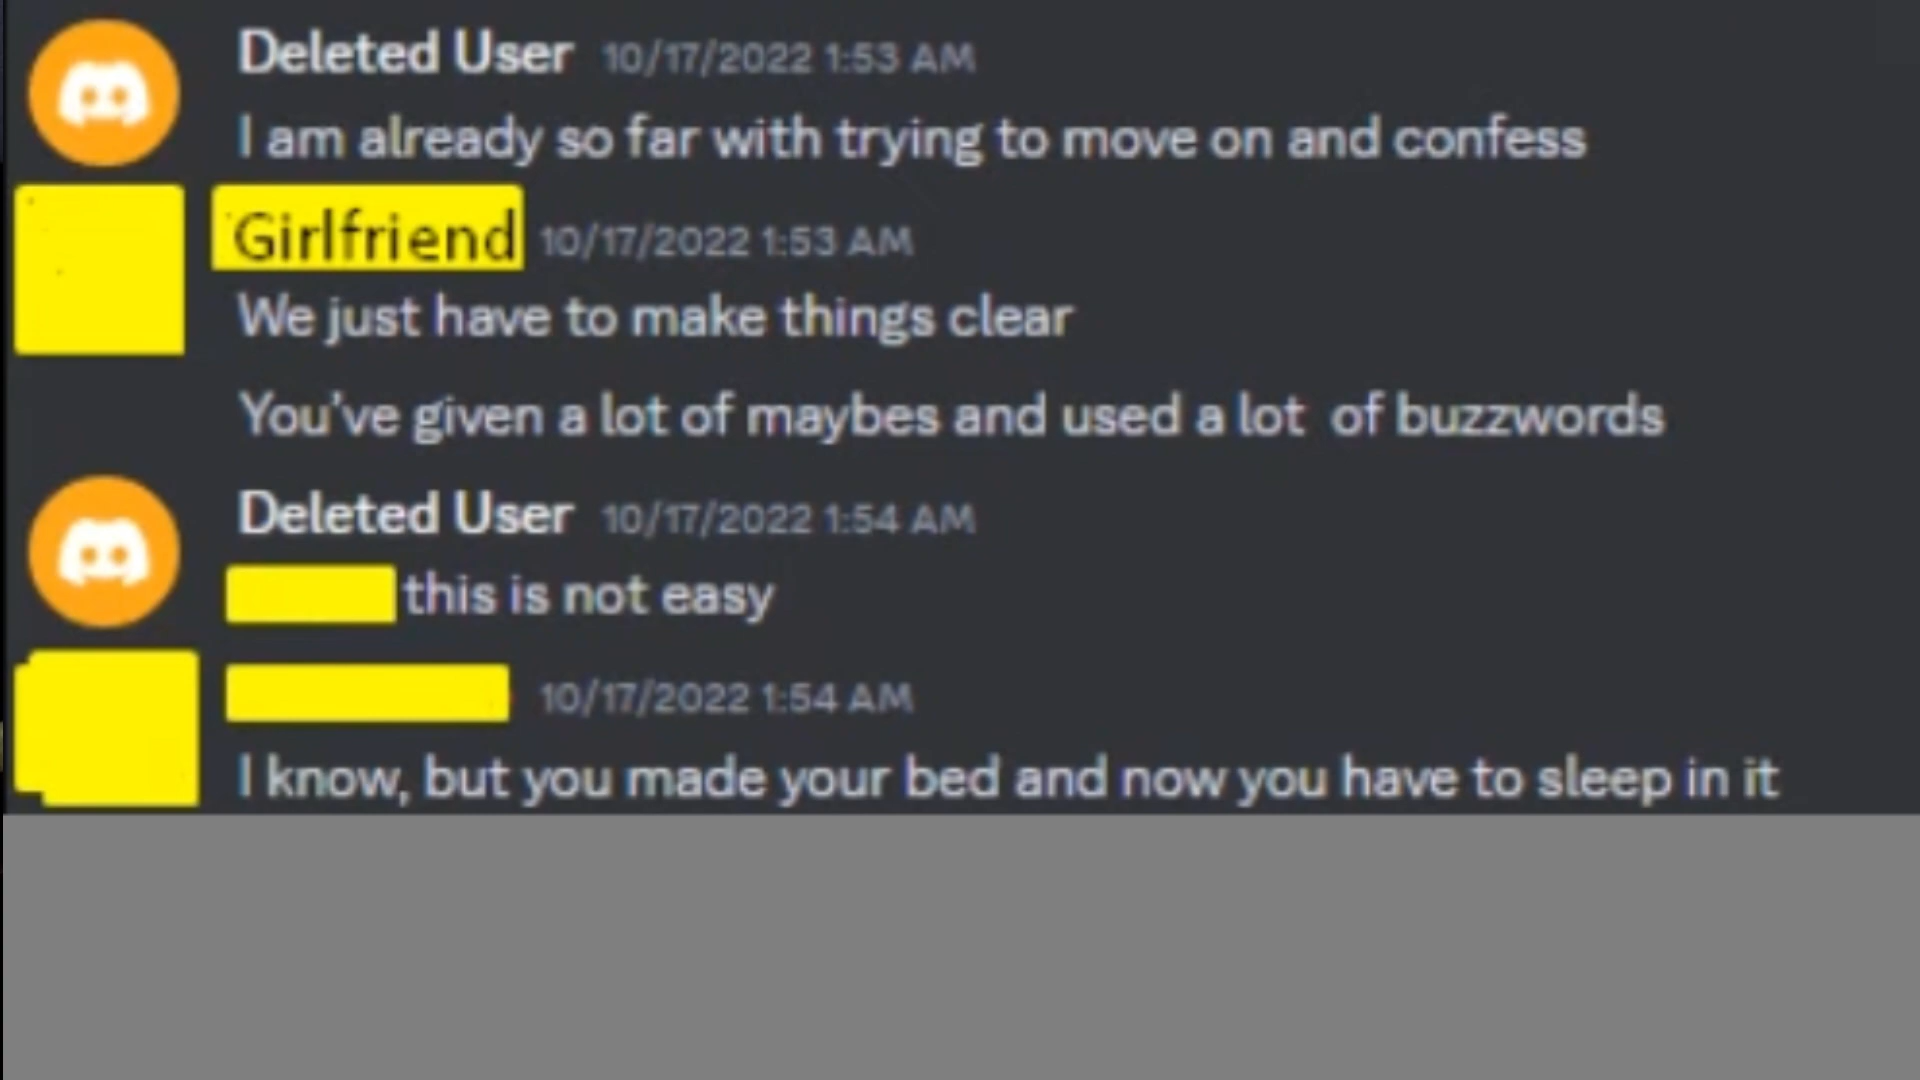 Deleted User 10/17/2022 1:53 AM
I am already so far with trying to move on and confess
Girlfriend 10/17/2022 1:53 AM
We just have to make things clear
You've given a lot of maybes and used a lot of buzzwords
Deleted User 10/17/2022 1:54 AM
this is not easy
10/17/2022 1:54 AM
I know, but you made your bed and now you have to sleep in it